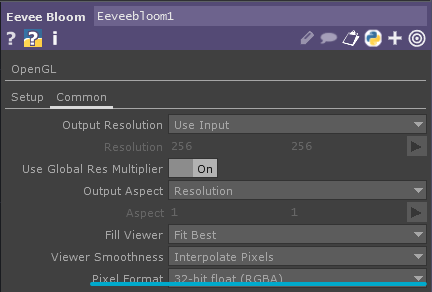 Eevee Bloom Eeveebloom1
? ? i
OpenGL
Setup Common
Output Resolution Use Input
Resolution 256 256
Use Global Res Multiplier On
Output Aspect Resolution
Aspect 1 1
Fill Viewer Fit Best
Viewer Smoothness Interpolate Pixels
Pixel Format 32-bit float (RGBA)